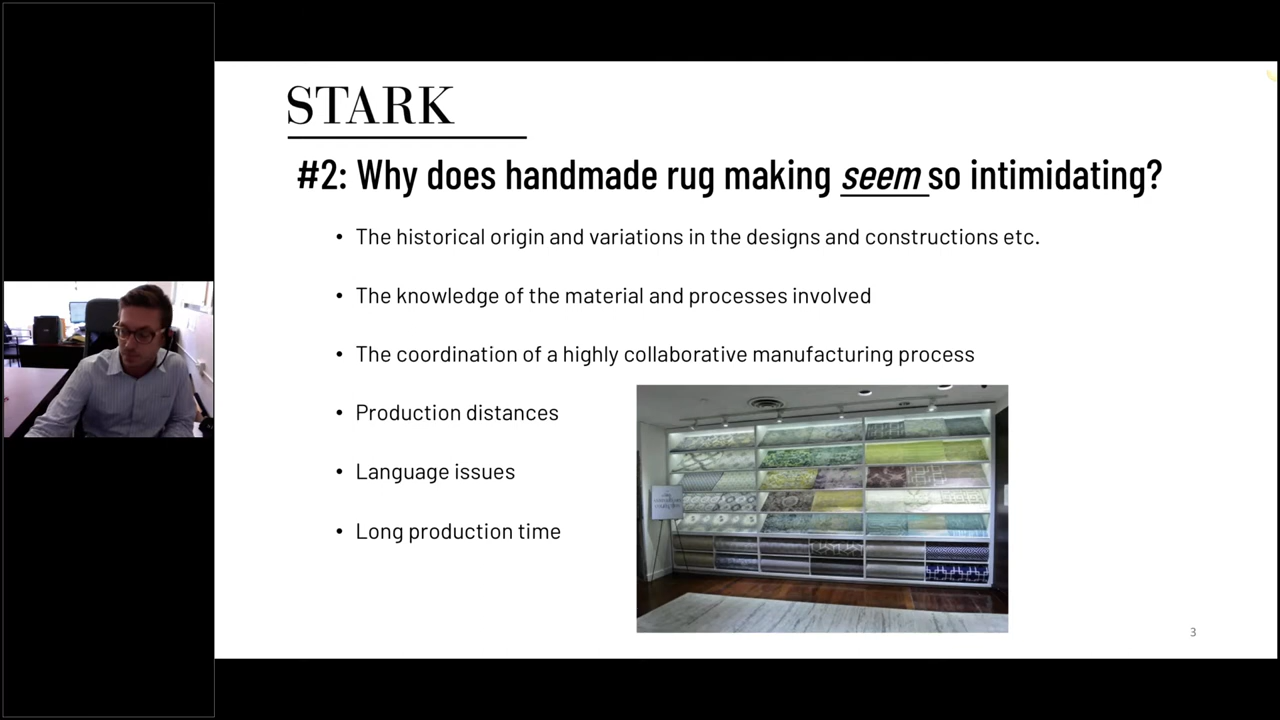 STARK
#2: Why does handmade rug making seem so intimidating?
• The historical origin and variations in the designs and constructions etc.
• The knowledge of the material and processes involved
• The coordination of a highly collaborative manufacturing process
• Production distances
• Language issues
• Long production time
3